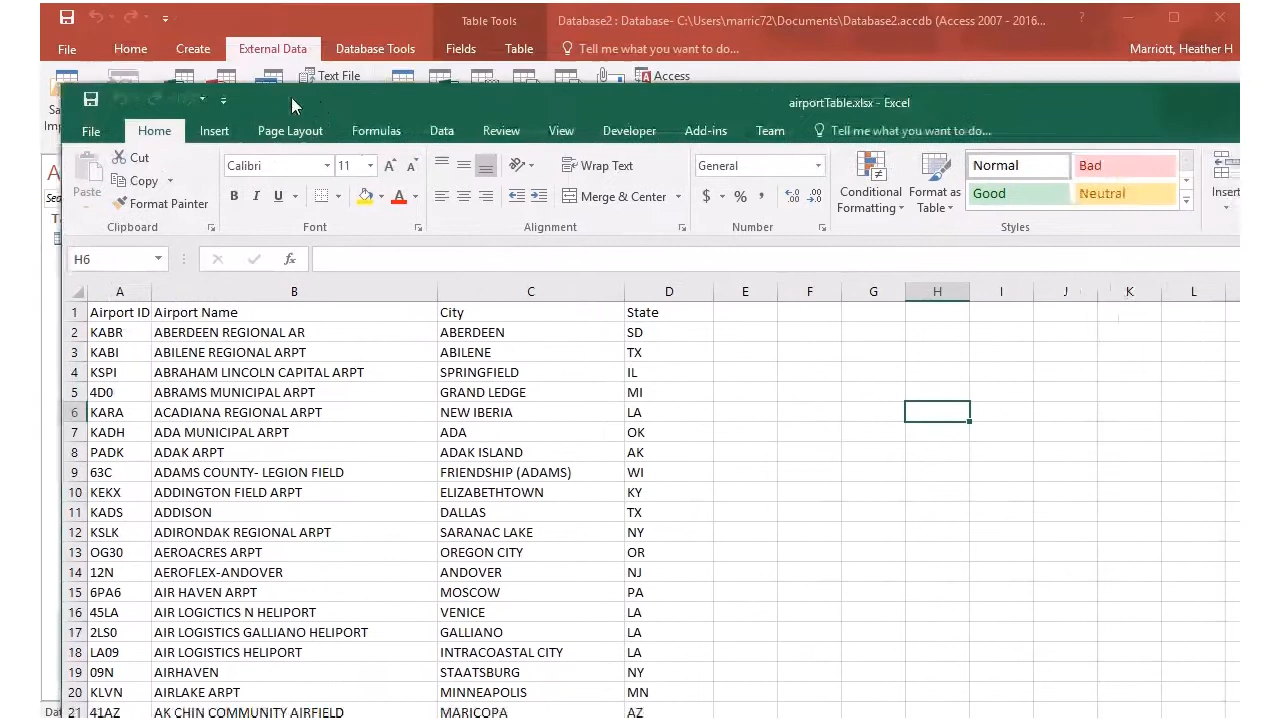 Table Tools
Database2 : Database- C:\Users\marric72\Documents\Database2.accdb (Access 2007 - 2016...
?
File Home Create External Data Database Tools Fields Table Tell me what you want to do... Marriott, Heather H
Text File Access
airportTable.xlsx - Excel
File Home Insert Page Layout Formulas Data Review View Developer Add-ins Team Tell me what you want to do...
Paste
Cut
Copy
Format Painter
Clipboard
Calibri 11
B I U
Font
Wrap Text
Merge & Center
Alignment
General
$ % ,
Number
Conditional
Formatting
Format as
Table
Normal Bad
Good Neutral
Styles
Insert
H6 fx
A B C D E F G H I J K L
1 Airport ID Airport Name City State
2 KABR ABERDEEN REGIONAL AR ABERDEEN SD
3 KABI ABILENE REGIONAL ARPT ABILENE TX
4 KSPI ABRAHAM LINCOLN CAPITAL ARPT SPRINGFIELD IL
5 4D0 ABRAMS MUNICIPAL ARPT GRAND LEDGE MI
6 KARA ACADIANA REGIONAL ARPT NEW IBERIA LA
7 KADH ADA MUNICIPAL ARPT ADA OK
8 PADK ADAK ARPT ADAK ISLAND AK
9 63C ADAMS COUNTY- LEGION FIELD FRIENDSHIP (ADAMS) WI
10 KEKX ADDINGTON FIELD ARPT ELIZABETHTOWN KY
11 KADS ADDISON DALLAS TX
12 KSLK ADIRONDAK REGIONAL ARPT SARANAC LAKE NY
13 OG30 AEROACRES ARPT OREGON CITY OR
14 12N AEROFLEX-ANDOVER ANDOVER NJ
15 6PA6 AIR HAVEN ARPT MOSCOW PA
16 45LA AIR LOGICTICS N HELIPORT VENICE LA
17 2LS0 AIR LOGISTICS GALLIANO HELIPORT GALLIANO LA
18 LA09 AIR LOGISTICS HELIPORT INTRACOASTAL CITY LA
19 09N AIRHAVEN STAATSBURG NY
20 KLVN AIRLAKE ARPT MINNEAPOLIS MN
21 41AZ AK CHIN COMMUNITY AIRFIELD MARICOPA AZ